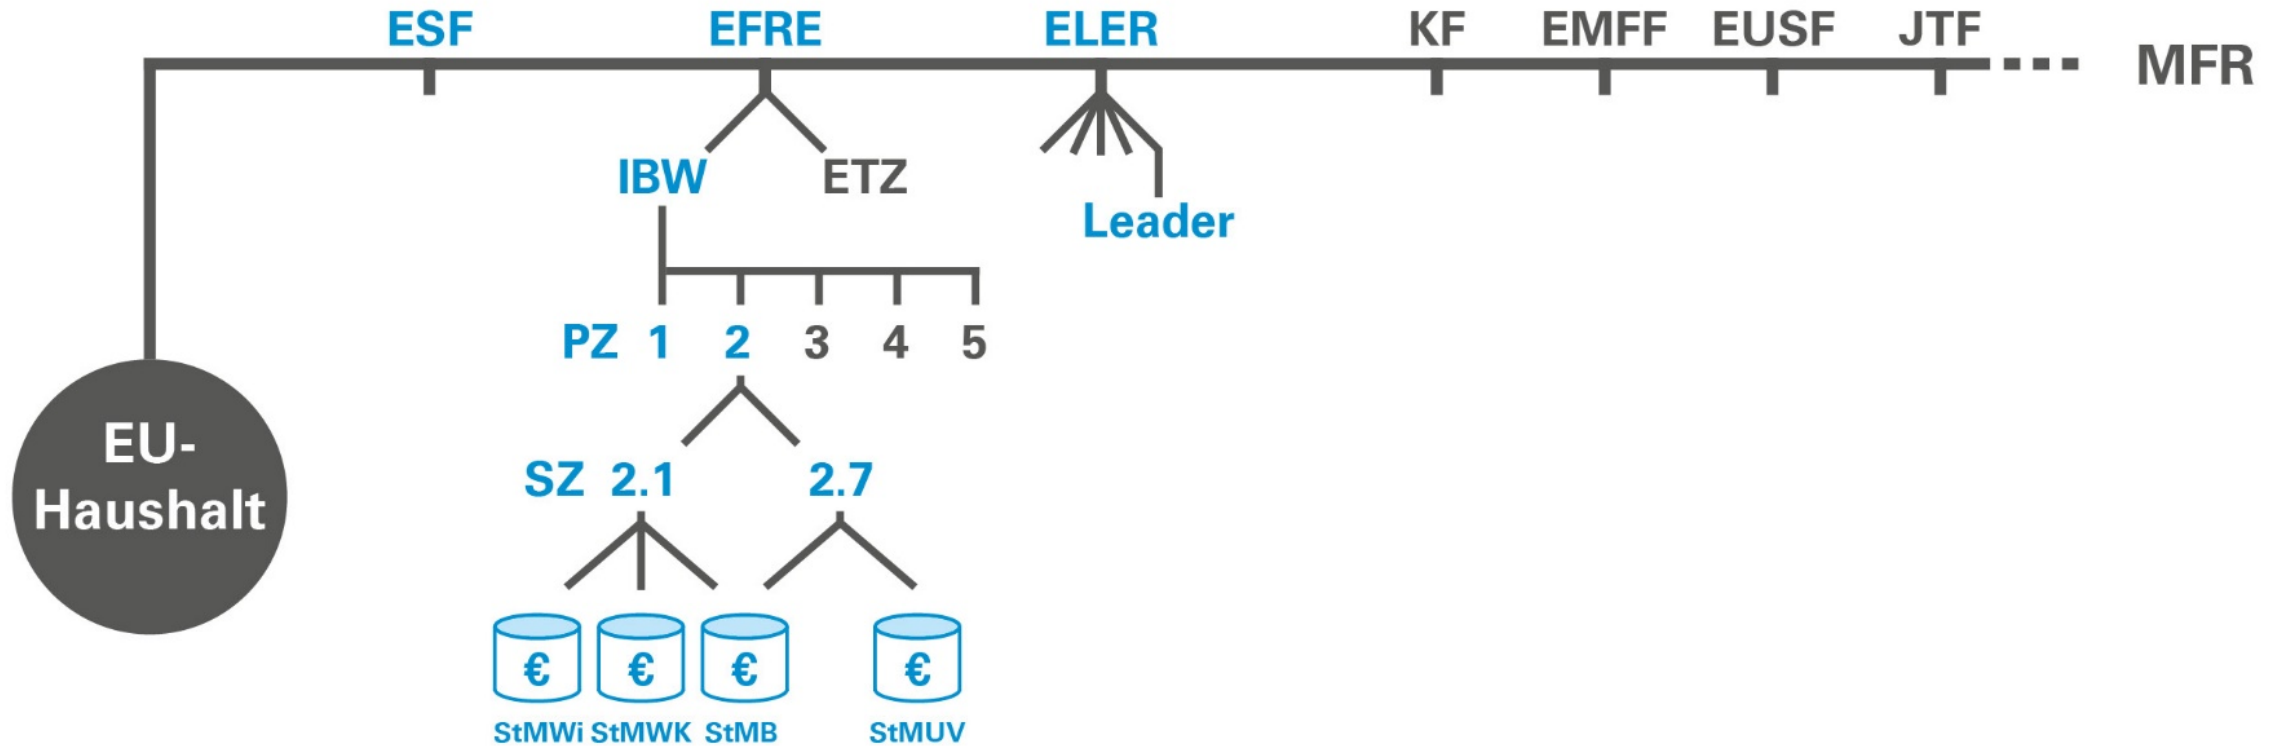 ESF EFRE ELER KF EMFF EUSF JTF
MFR
IBW ETZ
Leader
PZ 1 2 3 4 5
EU-
Haushalt
SZ 2.1 2.7
€ € € €
StMWi StMWK StMB StMUV